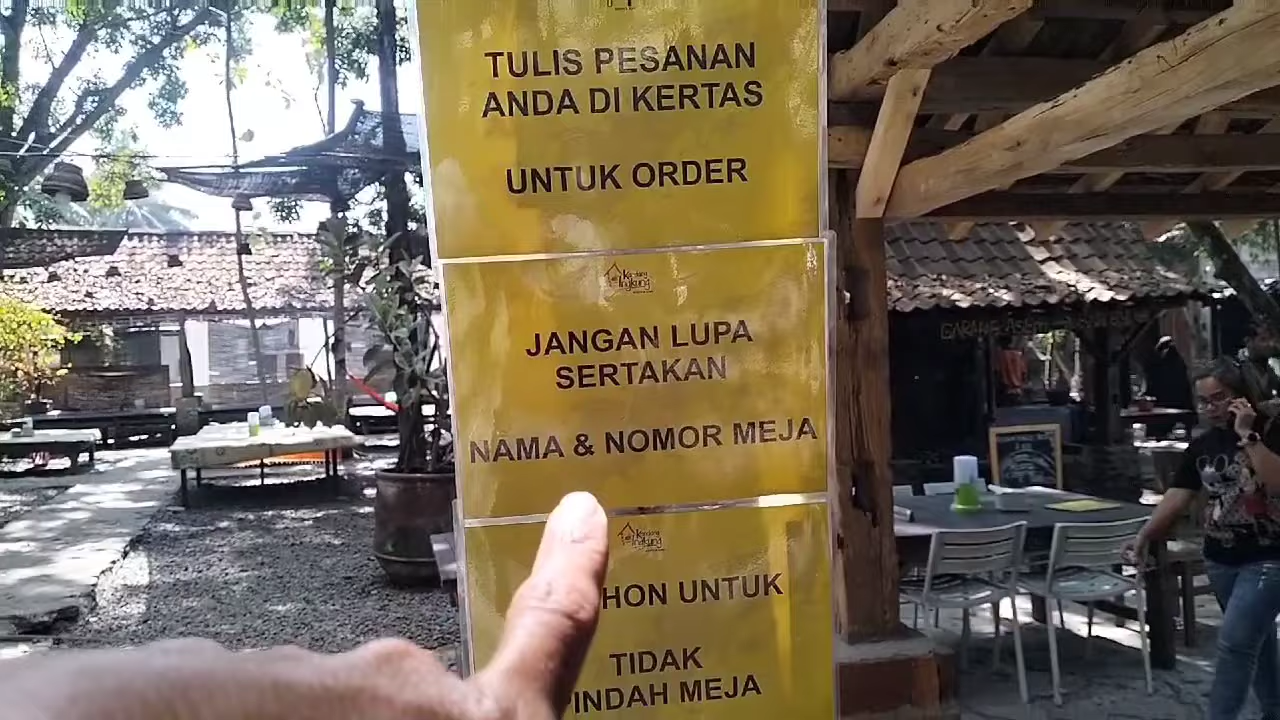 TULIS PESANAN
ANDA DI KERTAS
UNTUK ORDER
JANGAN LUPA
SERTAKAN
NAMA & NOMOR MEJA
HON UNTUK
TIDAK
INDAH MEJA